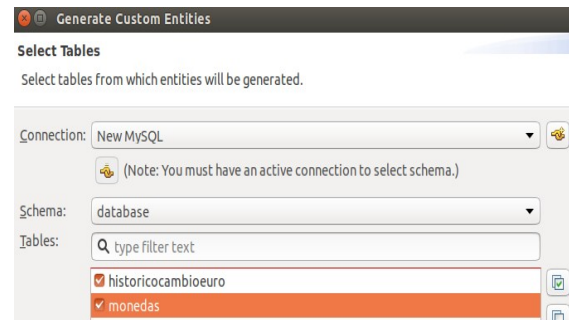 Generate Custom Entities
Select Tables
Select tables from which entities will be generated.
Connection: New MySQL
(Note: You must have an active connection to select schema.)
Schema: database
Tables: type filter text
historicocambioeuro
monedas